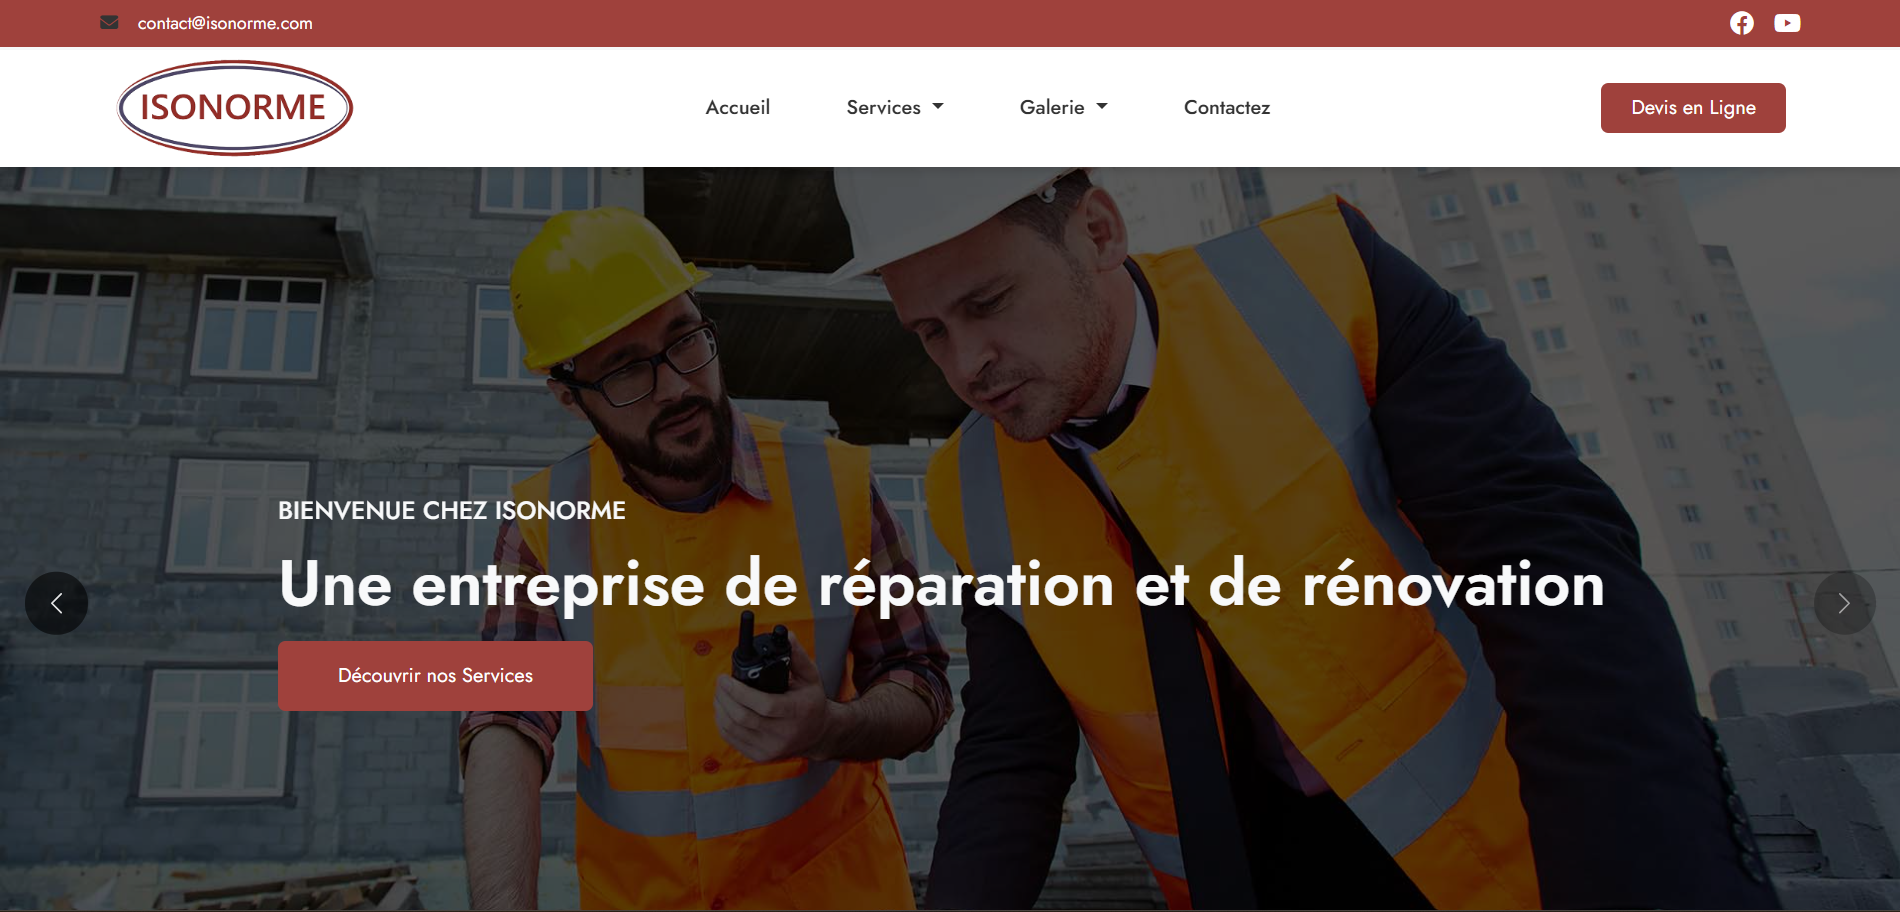 contact@isonorme.com
ISONORME
Accueil
Services
Galerie
Contactez
Devis en Ligne
BIENVENUE CHEZ ISONORME
Une entreprise de réparation et de rénovation
Découvrir nos Services